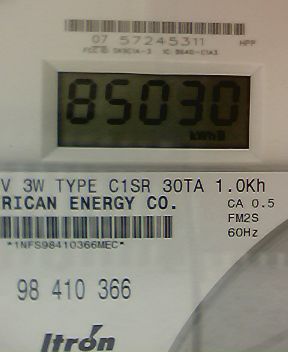 07 57245311 HPP
85030
kWh
V 3W TYPE C1SR 30TA 1.0Kh
RICAN ENERGY CO. CA 0.5
FM2S
60Hz
*1NFS98410366MEC*
98 410 366
Itron